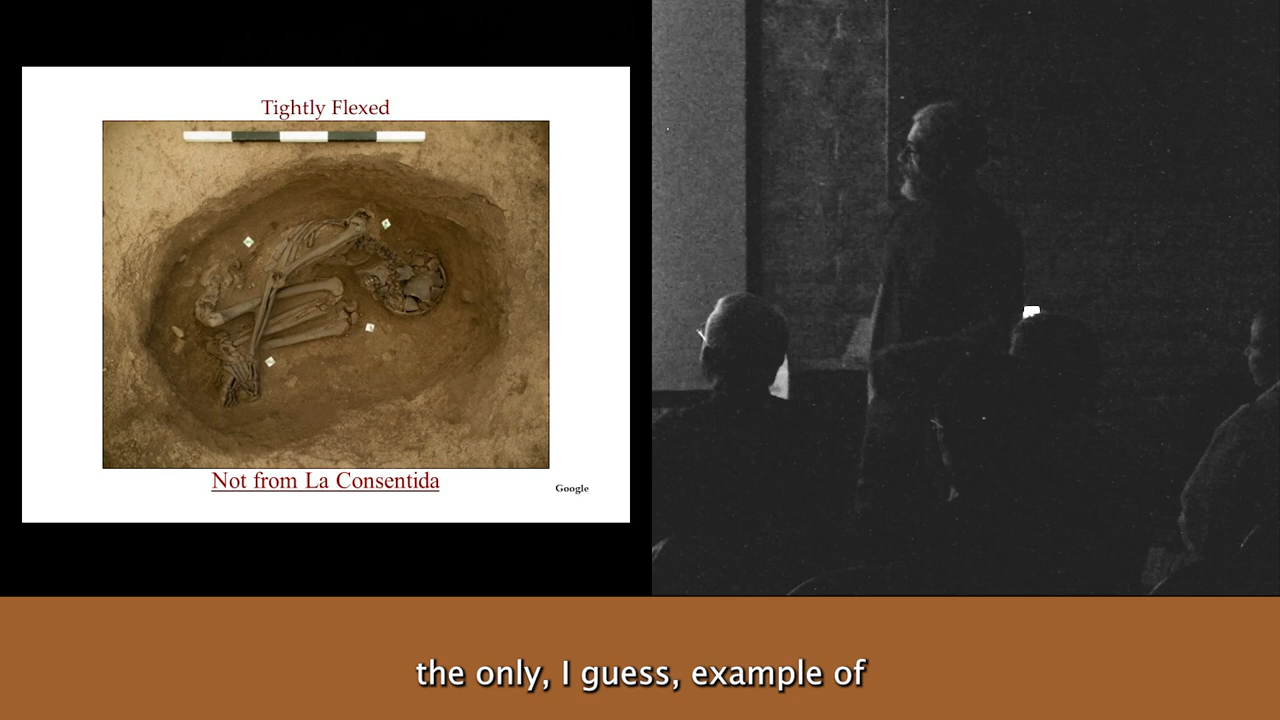 Tightly Flexed
Not from La Consentida
Google
the only, I guess, example of